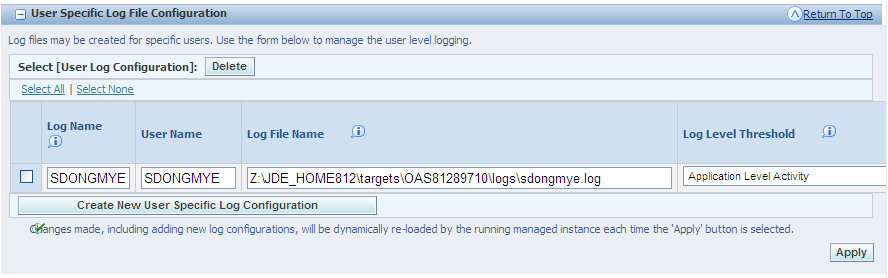 User Specific Log File Configuration
Return To Top
Log files may be created for specific users. Use the form below to manage the user level logging.
Select [User Log Configuration]: Delete
Select All | Select None
Log Name User Name Log File Name Log Level Threshold
SDONGMYE SDONGMYE Z:\JDE_HOME812\targets\OAS81289710\logs\sdongmye.log Application Level Activity
Create New User Specific Log Configuration
Changes made, including adding new log configurations, will be dynamically re-loaded by the running managed instance each time the 'Apply' button is selected.
Apply